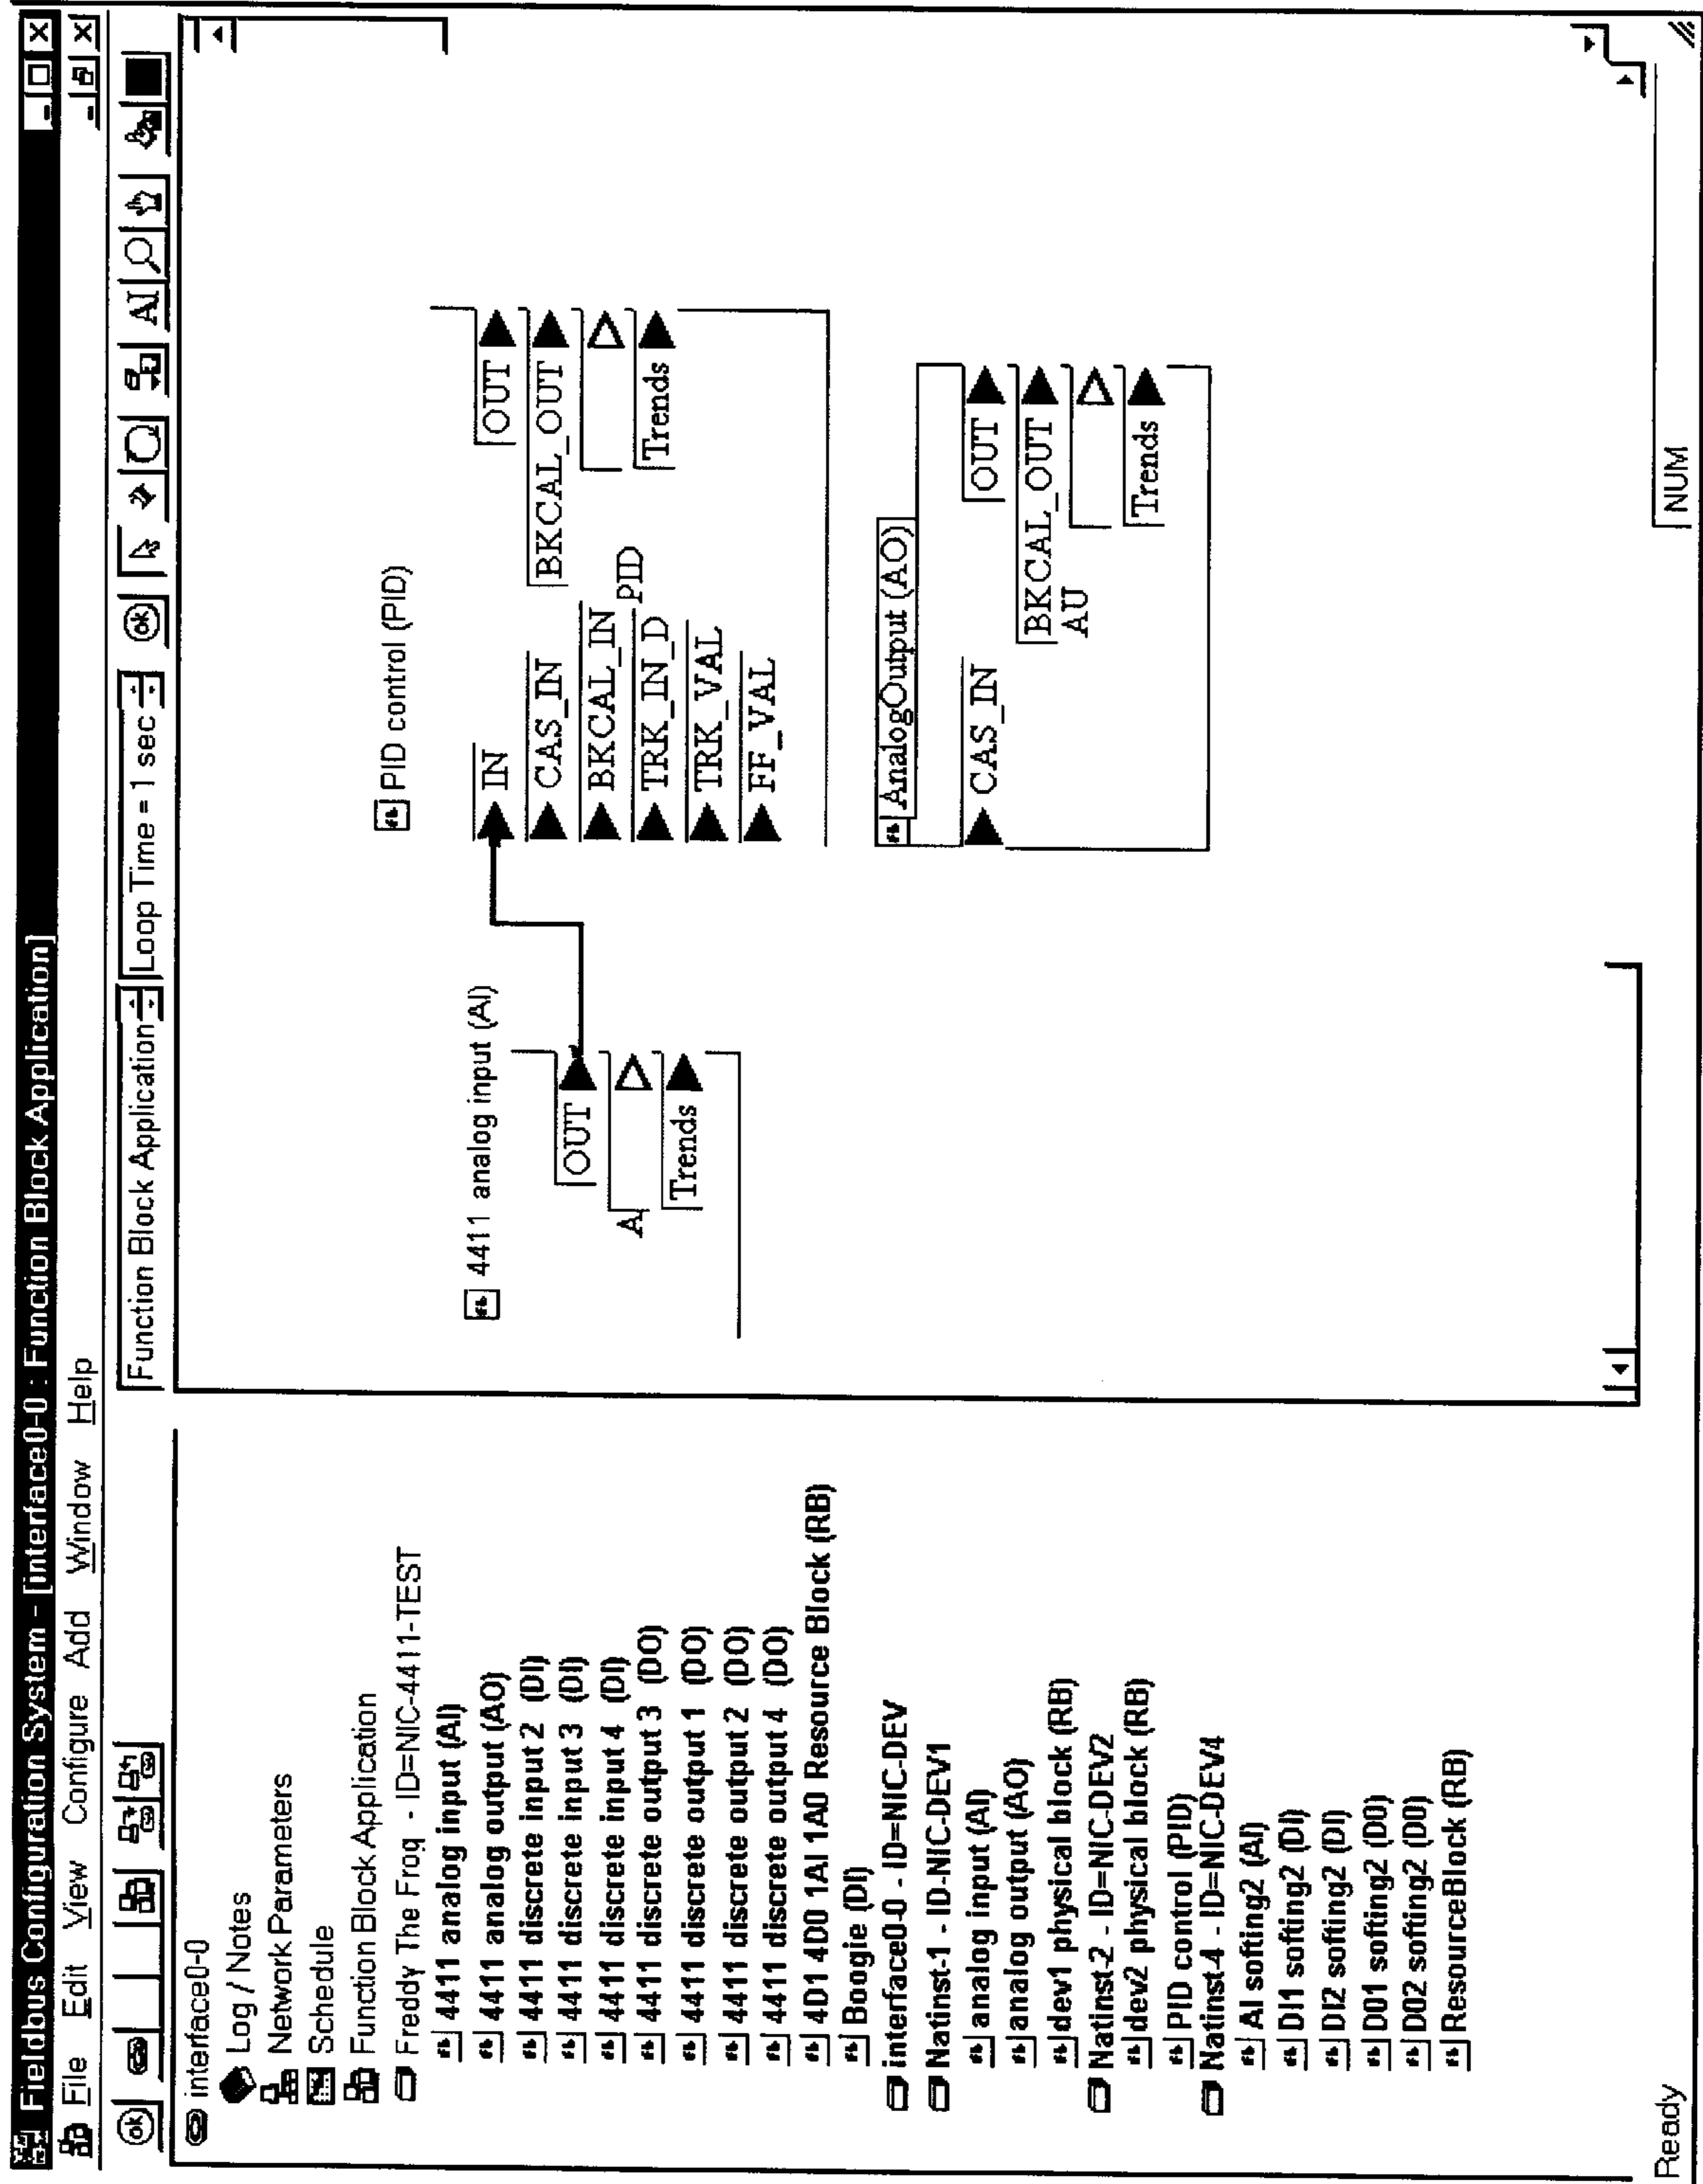 Fieldbus Configuration System - [interface0-0 : Function Block Application]
File Edit View Configure Add Window Help
Function Block Application
Loop Time = 1 sec
ok
AI
ok
interface0-0
Log / Notes
Network Parameters
Schedule
Function Block Application
Freddy The Frog - ID=NIC-4411-TEST
4411 analog input (AI)
4411 analog output (AO)
4411 discrete input 2 (DI)
4411 discrete input 3 (DI)
4411 discrete input 4 (DI)
4411 discrete output 3 (DO)
4411 discrete output 1 (DO)
4411 discrete output 2 (DO)
4411 discrete output 4 (DO)
4D1 4D0 1AI 1A0 Resource Block (RB)
Boogie (DI)
interface0-0 - ID=NIC-DEV
Natinst-1 - ID-NIC-DEV1
analog input (AI)
analog output (AO)
dev1 physical block (RB)
Natinst-2 - ID=NIC-DEV2
dev2 physical block (RB)
PID control (PID)
Natinst-4 - ID=NIC-DEV4
AI softing2 (AI)
DI1 softing2 (DI)
DI2 softing2 (DI)
D01 softing2 (D0)
D02 softing2 (D0)
ResourceBlock (RB)
4411 analog input (AI)
OUT
AI
Trends
PID control (PID)
IN
CAS_IN
BKCAL_IN
PID
TRK_IN_D
TRK_VAL
FF_VAL
OUT
BKCAL_OUT
Trends
AnalogOutput (AO)
CAS_IN
OUT
BKCAL_OUT
AU
Trends
Ready
NUM